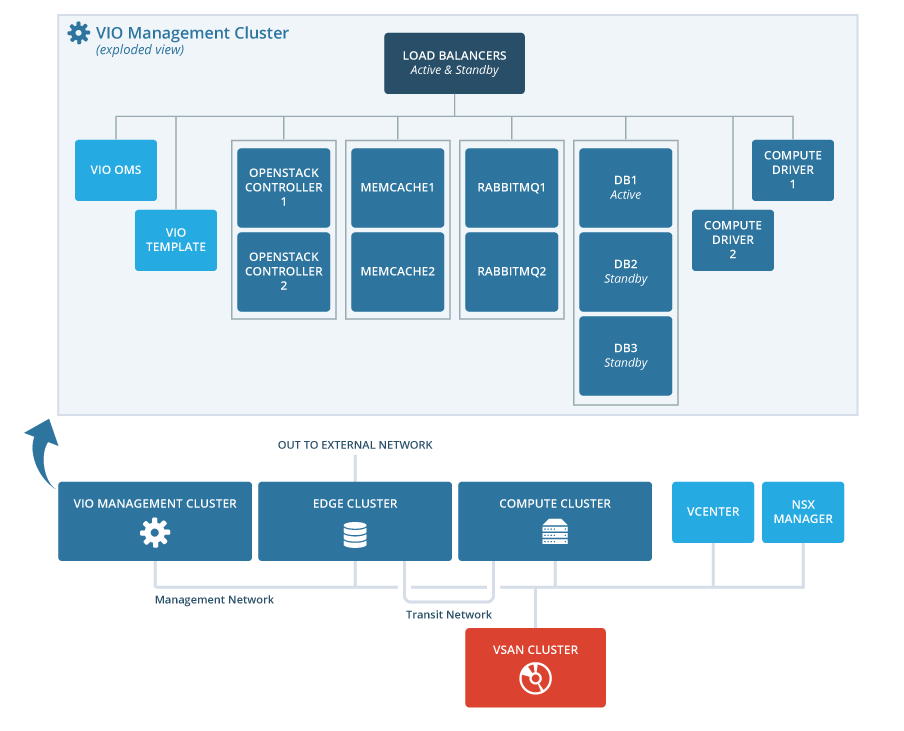 VIO Management Cluster
(exploded view)
LOAD BALANCERS
Active & Standby
VIO OMS
VIO
TEMPLATE
OPENSTACK
CONTROLLER
1
OPENSTACK
CONTROLLER
2
MEMCACHE1
MEMCACHE2
RABBITMQ1
RABBITMQ2
DB1
Active
DB2
Standby
DB3
Standby
COMPUTE
DRIVER
2
COMPUTE
DRIVER
1
OUT TO EXTERNAL NETWORK
VIO MANAGEMENT CLUSTER
EDGE CLUSTER
COMPUTE CLUSTER
VCENTER
NSX
MANAGER
Management Network
Transit Network
VSAN CLUSTER